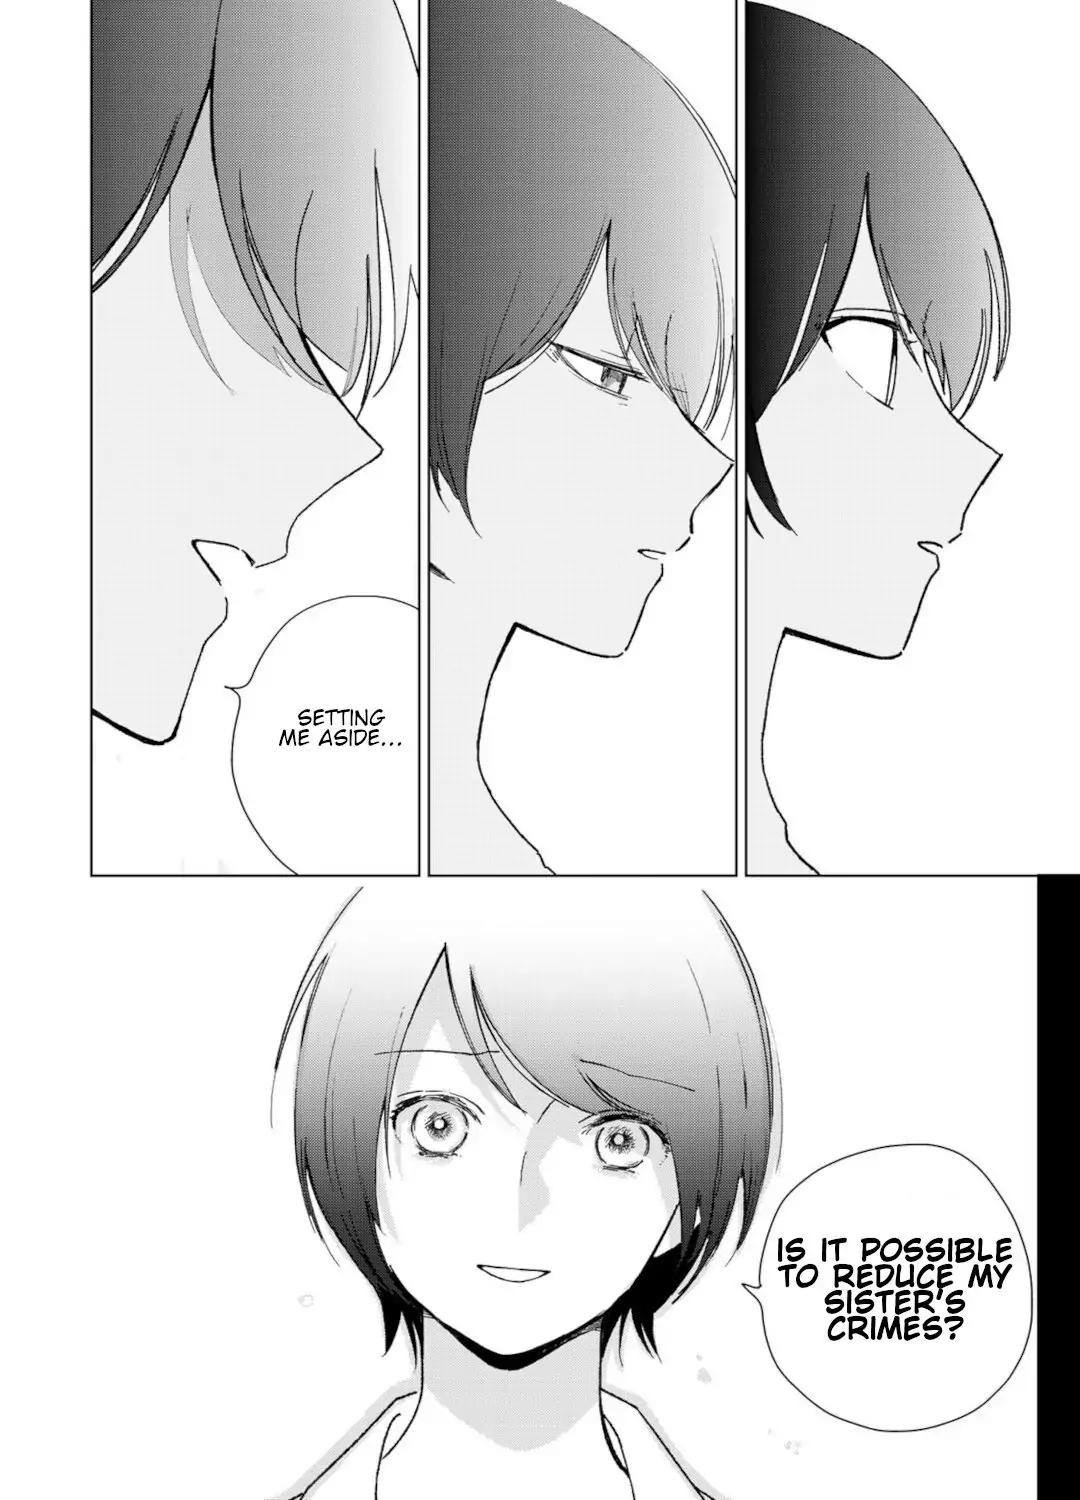 SETTING
ME ASIDE...
IS IT POSSIBLE
TO REDUCE MY
SISTER'S
CRIMES?